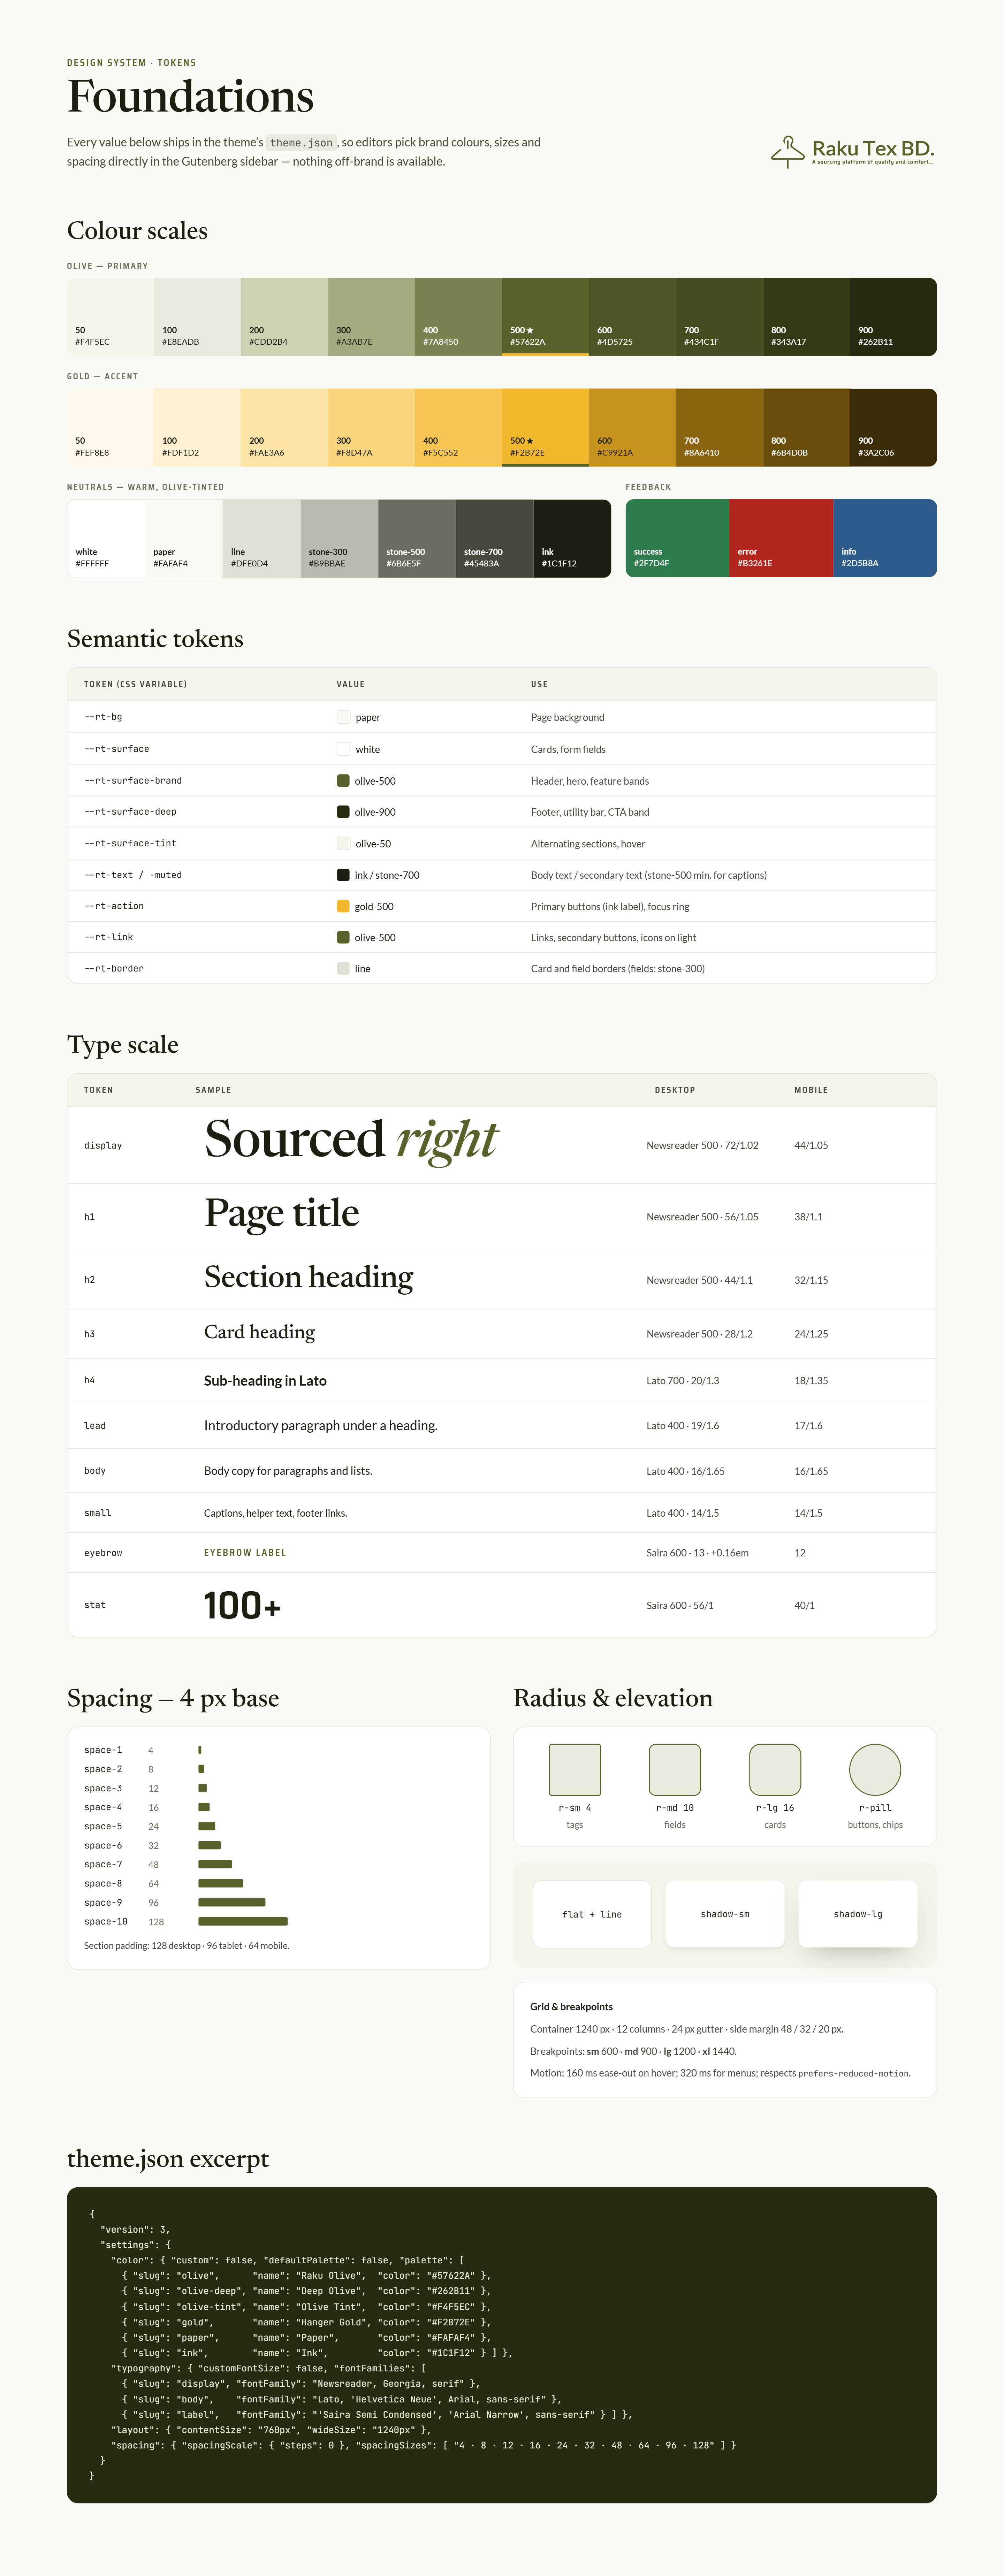 DESIGN SYSTEM · TOKENS
Foundations
Every value below ships in the theme's theme.json, so editors pick brand colours, sizes and
spacing directly in the Gutenberg sidebar — nothing off-brand is available.
Raku Tex BD.
A sourcing platform of quality and comfort...
Colour scales
OLIVE — PRIMARY
50 100 200 300 400 500 ★ 600 700 800 900
#F4F5EC #E8EADB #CDD2B4 #A3AB7E #7A8450 #57622A #4D5725 #434C1F #343A17 #262B11
GOLD — ACCENT
50 100 200 300 400 500 ★ 600 700 800 900
#FEF8E8 #FDF1D2 #FAE3A6 #F8D47A #F5C552 #F2B72E #C9921A #8A6410 #6B4D0B #3A2C06
NEUTRALS — WARM, OLIVE-TINTED
white paper line stone-300 stone-500 stone-700 ink
#FFFFFF #FAFAF4 #DFE0D4 #B9BBAE #6B6E5F #45483A #1C1F12
FEEDBACK
success error info
#2F7D4F #B3261E #2D5B8A
Semantic tokens
TOKEN (CSS VARIABLE) VALUE USE
--rt-bg paper Page background
--rt-surface white Cards, form fields
--rt-surface-brand olive-500 Header, hero, feature bands
--rt-surface-deep olive-900 Footer, utility bar, CTA band
--rt-surface-tint olive-50 Alternating sections, hover
--rt-text / -muted ink / stone-700 Body text / secondary text (stone-500 min. for captions)
--rt-action gold-500 Primary buttons (ink label), focus ring
--rt-link olive-500 Links, secondary buttons, icons on light
--rt-border line Card and field borders (fields: stone-300)
Type scale
TOKEN SAMPLE DESKTOP MOBILE
display Sourced right Newsreader 500 · 72/1.02 44/1.05
h1 Page title Newsreader 500 · 56/1.05 38/1.1
h2 Section heading Newsreader 500 · 44/1.1 32/1.15
h3 Card heading Newsreader 500 · 28/1.2 24/1.25
h4 Sub-heading in Lato Lato 700 · 20/1.3 18/1.35
lead Introductory paragraph under a heading. Lato 400 · 19/1.6 17/1.6
body Body copy for paragraphs and lists. Lato 400 · 16/1.65 16/1.65
small Captions, helper text, footer links. Lato 400 · 14/1.5 14/1.5
eyebrow EYEBROW LABEL Saira 600 · 13 · +0.16em 12
stat 100+ Saira 600 · 56/1 40/1
Spacing — 4 px base
space-1 4
space-2 8
space-3 12
space-4 16
space-5 24
space-6 32
space-7 48
space-8 64
space-9 96
space-10 128
Section padding: 128 desktop · 96 tablet · 64 mobile.
Radius & elevation
r-sm 4 r-md 10 r-lg 16 r-pill
tags fields cards buttons, chips
flat + line shadow-sm shadow-lg
Grid & breakpoints
Container 1240 px · 12 columns · 24 px gutter · side margin 48 / 32 / 20 px.
Breakpoints: sm 600 · md 900 · lg 1200 · xl 1440.
Motion: 160 ms ease-out on hover; 320 ms for menus; respects prefers-reduced-motion.
theme.json excerpt
{
"version": 3,
"settings": {
"color": { "custom": false, "defaultPalette": false, "palette": [
{ "slug": "olive", "name": "Raku Olive", "color": "#57622A" },
{ "slug": "olive-deep", "name": "Deep Olive", "color": "#262B11" },
{ "slug": "olive-tint", "name": "Olive Tint", "color": "#F4F5EC" },
{ "slug": "gold", "name": "Hanger Gold", "color": "#F2B72E" },
{ "slug": "paper", "name": "Paper", "color": "#FAFAF4" },
{ "slug": "ink", "name": "Ink", "color": "#1C1F12" } ] },
"typography": { "customFontSize": false, "fontFamilies": [
{ "slug": "display", "fontFamily": "Newsreader, Georgia, serif" },
{ "slug": "body", "fontFamily": "Lato, 'Helvetica Neue', Arial, sans-serif" },
{ "slug": "label", "fontFamily": "'Saira Semi Condensed', 'Arial Narrow', sans-serif" } ] },
"layout": { "contentSize": "760px", "wideSize": "1240px" },
"spacing": { "spacingScale": { "steps": 0 }, "spacingSizes": [ "4 · 8 · 12 · 16 · 24 · 32 · 48 · 64 · 96 · 128" ] }
}
}